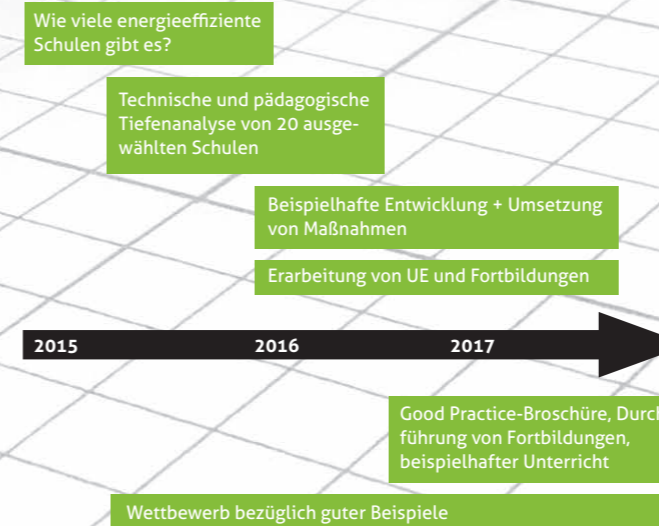 Wie viele energieeffiziente
Schulen gibt es?
Technische und pädagogische
Tiefenanalyse von 20 ausge-
wählten Schulen
Beispielhafte Entwicklung + Umsetzung
von Maßnahmen
Erarbeitung von UE und Fortbildungen
2015 2016 2017
Good Practice-Broschüre, Durch
führung von Fortbildungen,
beispielhafter Unterricht
Wettbewerb bezüglich guter Beispiele